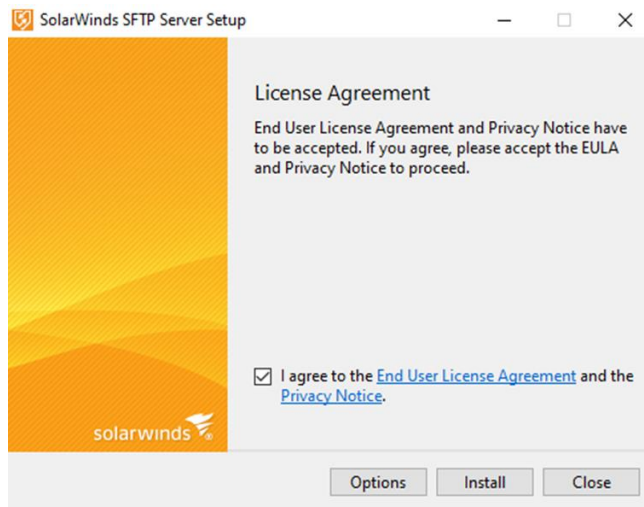 SolarWinds SFTP Server Setup
License Agreement
End User License Agreement and Privacy Notice have
to be accepted. If you agree, please accept the EULA
and Privacy Notice to proceed.
I agree to the End User License Agreement and the
Privacy Notice.
solarwinds
Options Install Close